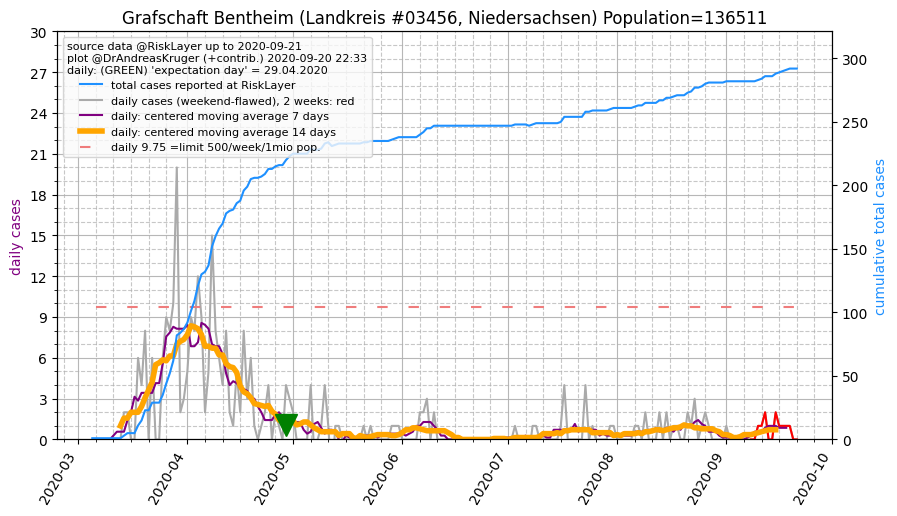 Grafschaft Bentheim (Landkreis #03456, Niedersachsen) Population=136511
source data @RiskLayer up to 2020-09-21
plot @DrAndreasKruger (+contrib.) 2020-09-20 22:33
daily: (GREEN) 'expectation day' = 29.04.2020
total cases reported at RiskLayer
daily cases (weekend-flawed), 2 weeks: red
daily: centered moving average 7 days
daily: centered moving average 14 days
daily 9.75 =limit 500/week/1mio pop.
daily cases
30
27
24
21
18
15
12
9
6
3
0
cumulative total cases
300
250
200
150
100
50
0
2020-03
2020-04
2020-05
2020-06
2020-07
2020-08
2020-09
2020-10